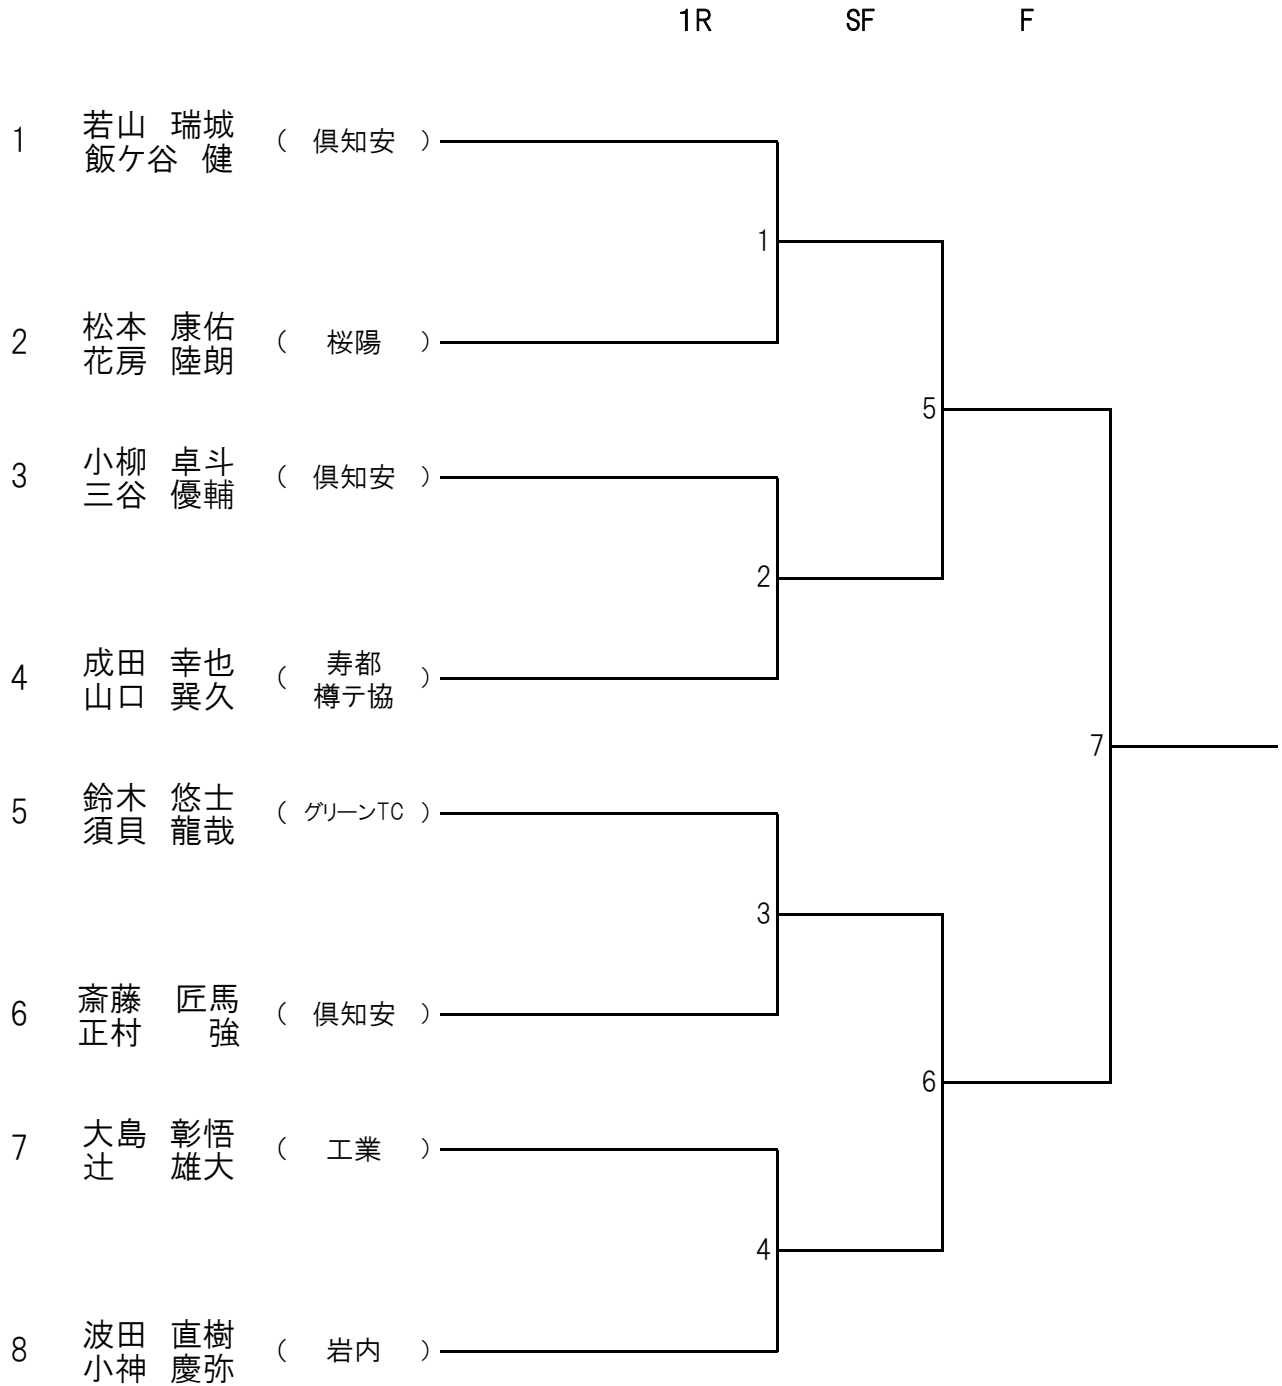 1R SF F
1 若山 瑞城 ( 倶知安 )
飯ケ谷 健
1
2 松本 康佑 ( 桜陽 )
花房 陸朗
5
3 小柳 卓斗 ( 倶知安 )
三谷 優輔
2
4 成田 幸也 ( 寿都 )
山口 巽久 樽テ協
7
5 鈴木 悠士 ( グリーンTC )
須貝 龍哉
3
6 斎藤 匠馬 ( 倶知安 )
正村 強
6
7 大島 彰悟 ( 工業 )
辻 雄大
4
8 波田 直樹 ( 岩内 )
小神 慶弥